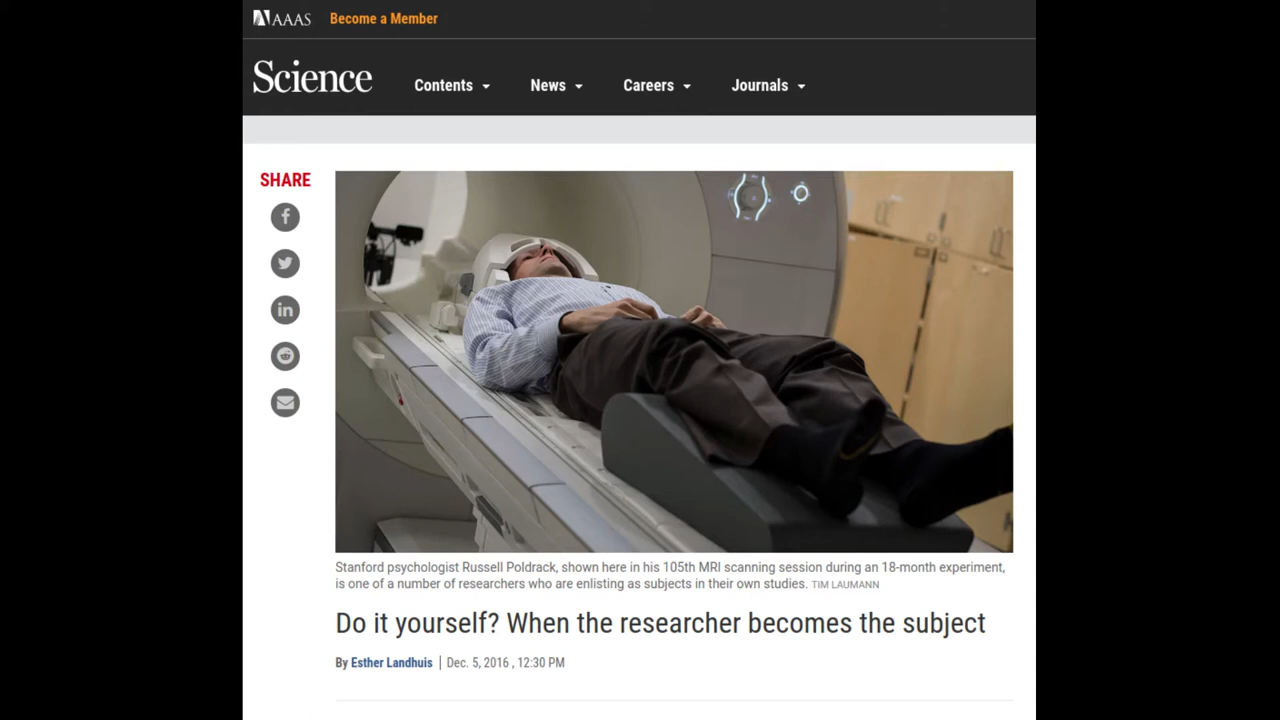 AAAS
Become a Member
Science
Contents
News
Careers
Journals
SHARE
Stanford psychologist Russell Poldrack, shown here in his 105th MRI scanning session during an 18-month experiment,
is one of a number of researchers who are enlisting as subjects in their own studies. TIM LAUMANN
Do it yourself? When the researcher becomes the subject
By Esther Landhuis | Dec. 5, 2016 , 12:30 PM